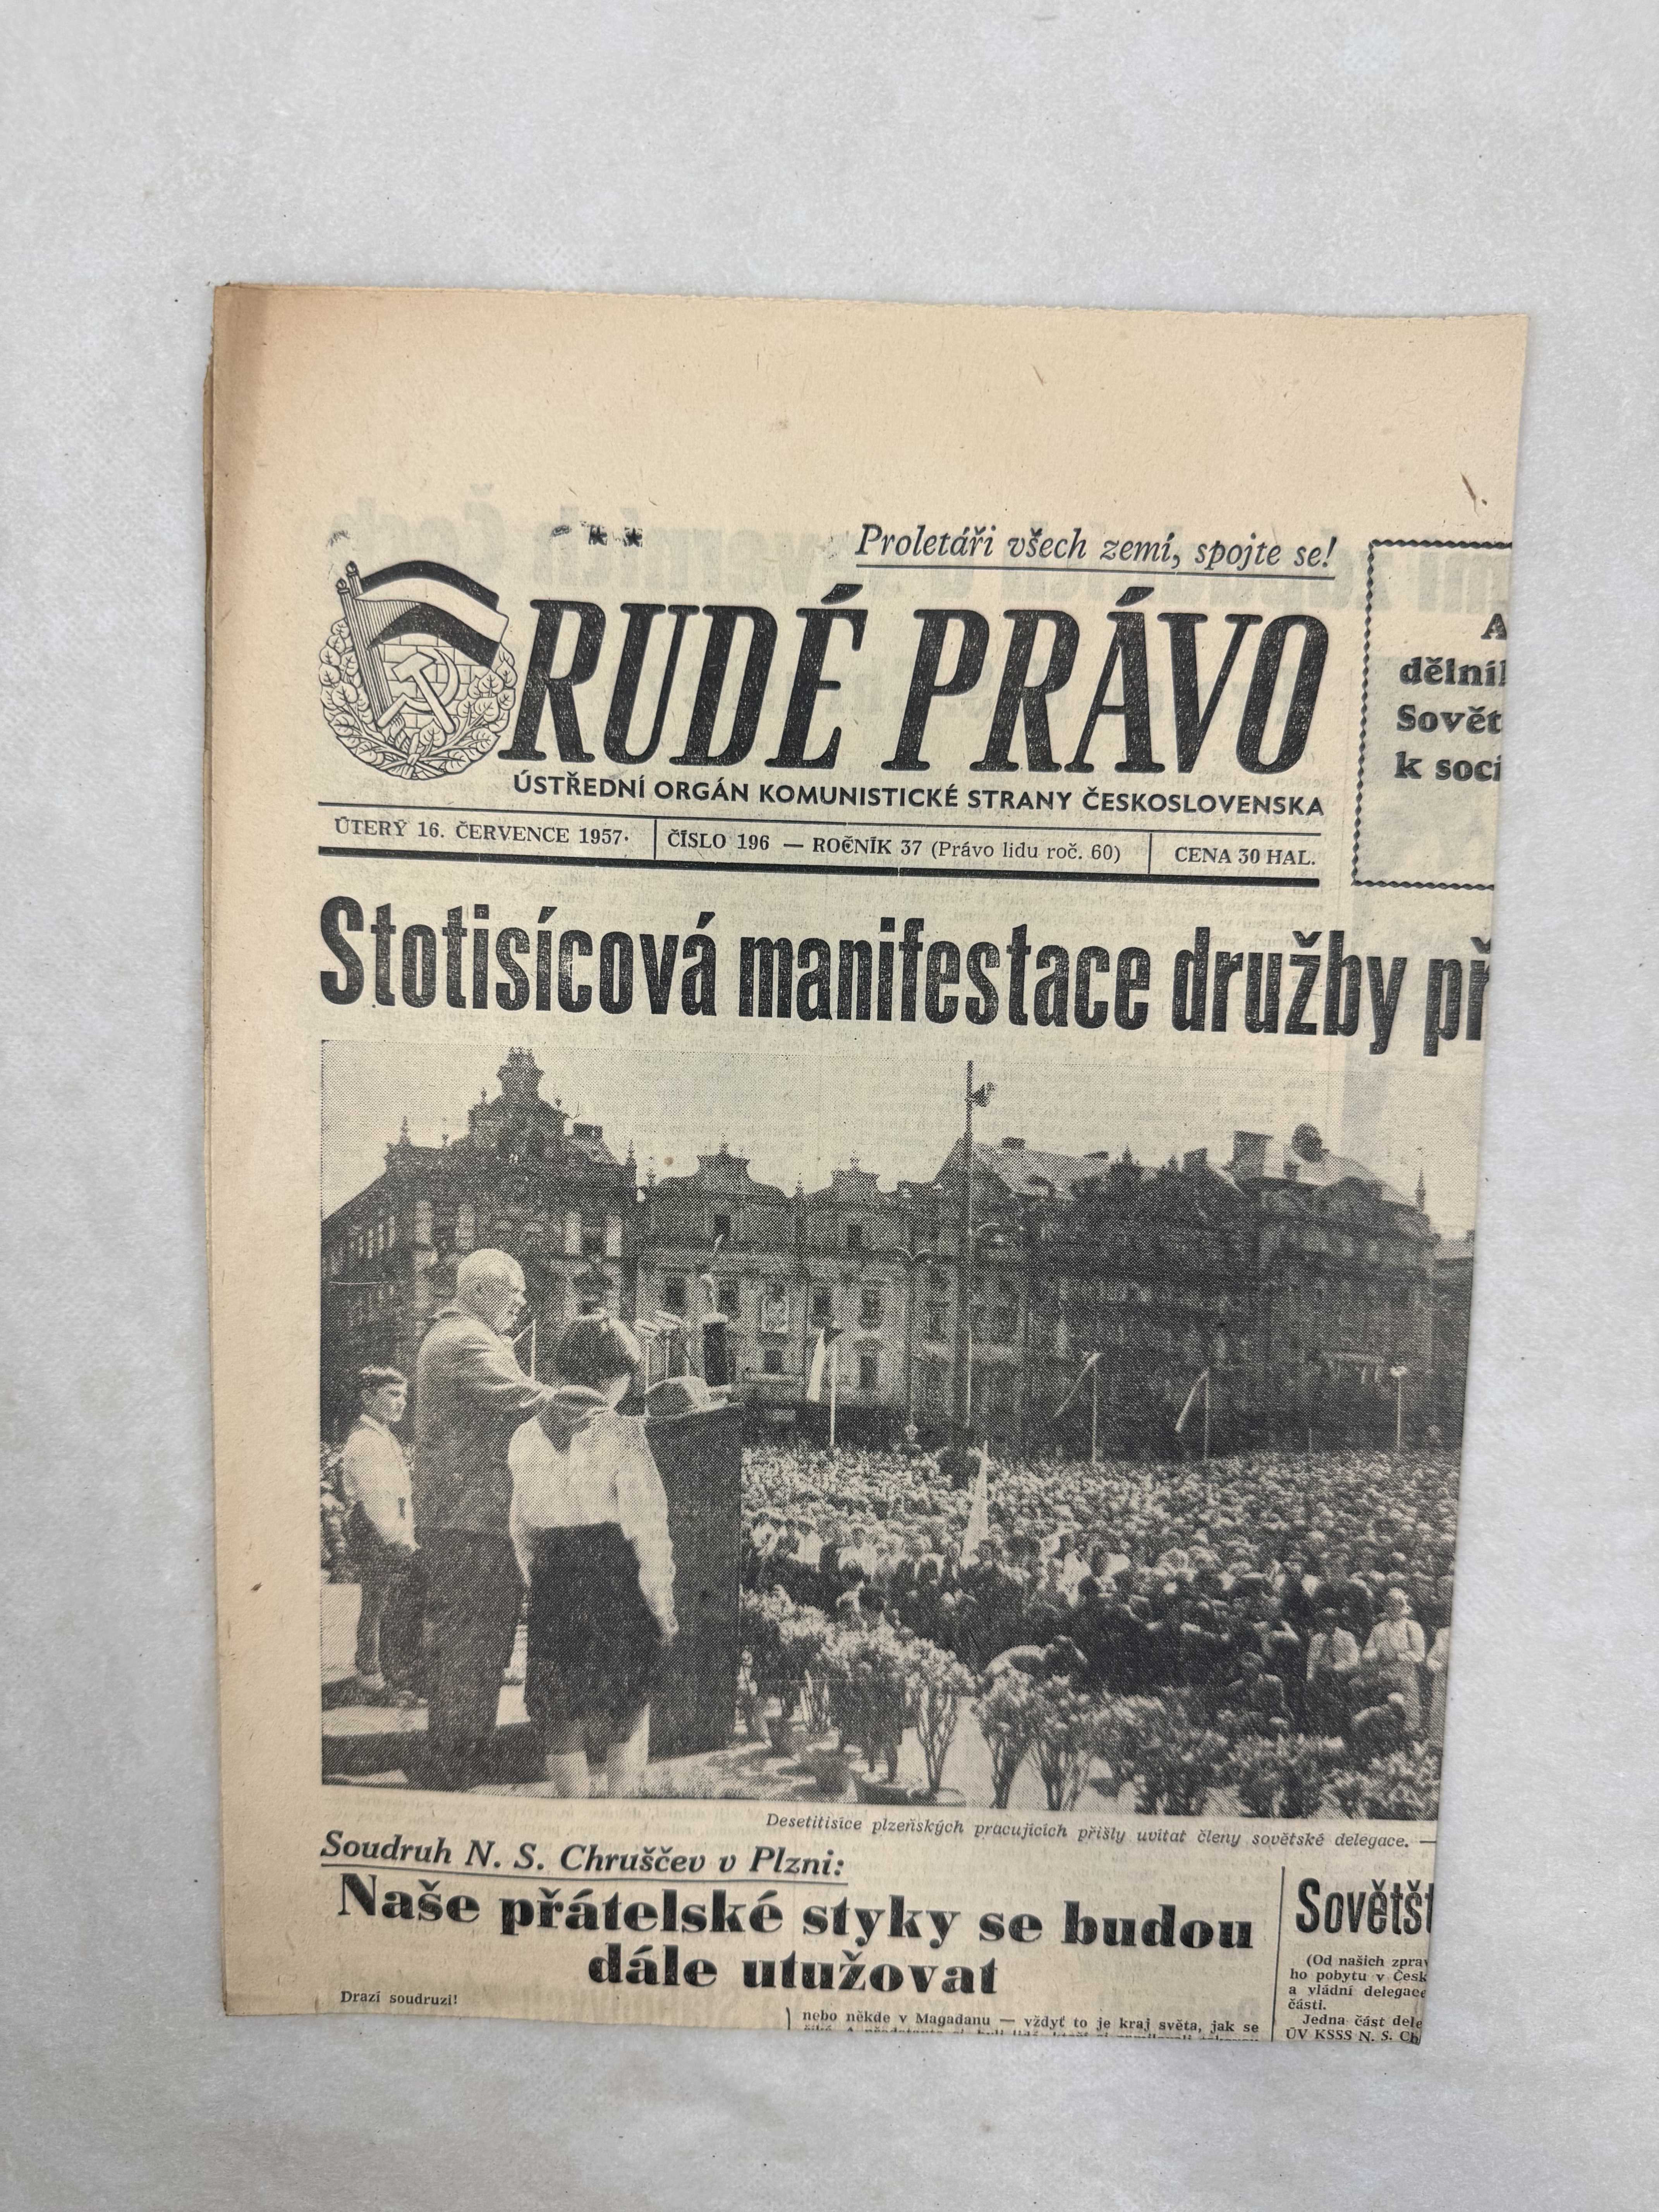 Proletáři všech zemí, spojte se!
RUDÉ PRÁVO
ÚSTŘEDNÍ ORGÁN KOMUNISTICKÉ STRANY ČESKOSLOVENSKA
ÚTERÝ 16. ČERVENCE 1957·
ČÍSLO 196 — ROČNÍK 37 (Právo lidu roč. 60)
CENA 30 HAL.
A
dělní
Sovět
k soci
Stotisícová manifestace družby př
Desetitisíce plzeňských pracujících přišly uvítat členy sovětské delegace. —
Soudruh N. S. Chruščev v Plzni:
Naše přátelské styky se budou
dále utužovat
Drazí soudruzi!
nebo někde v Magadanu — vždyť to je kraj světa, jak se
Sovětšt
(Od našich zprav
ho pobytu v Česk
a vládní delegace
části.
Jedna část dele
ÚV KSSS N. S. Ch